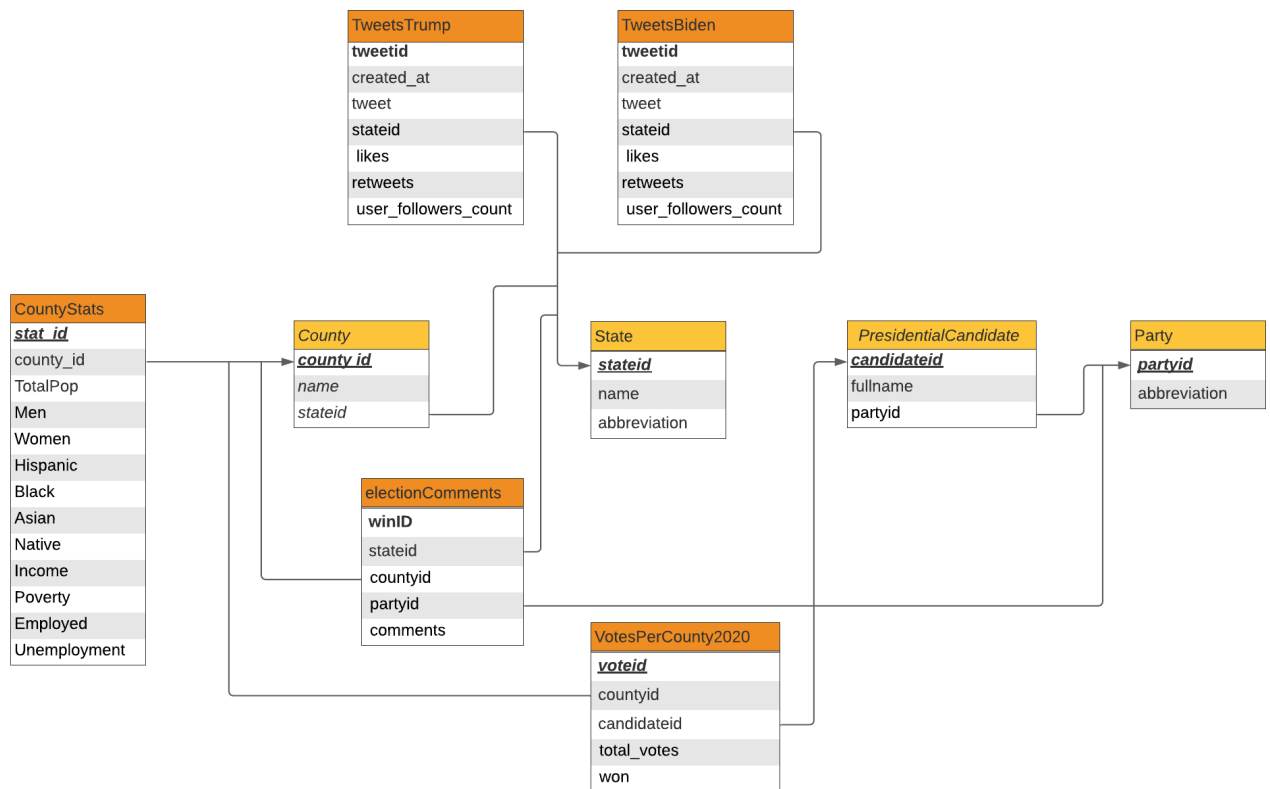 TweetsTrump
tweetid
created_at
tweet
stateid
likes
retweets
user_followers_count
TweetsBiden
tweetid
created_at
tweet
stateid
likes
retweets
user_followers_count
CountyStats
stat_id
county_id
TotalPop
Men
Women
Hispanic
Black
Asian
Native
Income
Poverty
Employed
Unemployment
County
county_id
name
stateid
State
stateid
name
abbreviation
PresidentialCandidate
candidateid
fullname
partyid
Party
partyid
abbreviation
electionComments
winID
stateid
countyid
partyid
comments
VotesPerCounty2020
voteid
countyid
candidateid
total_votes
won